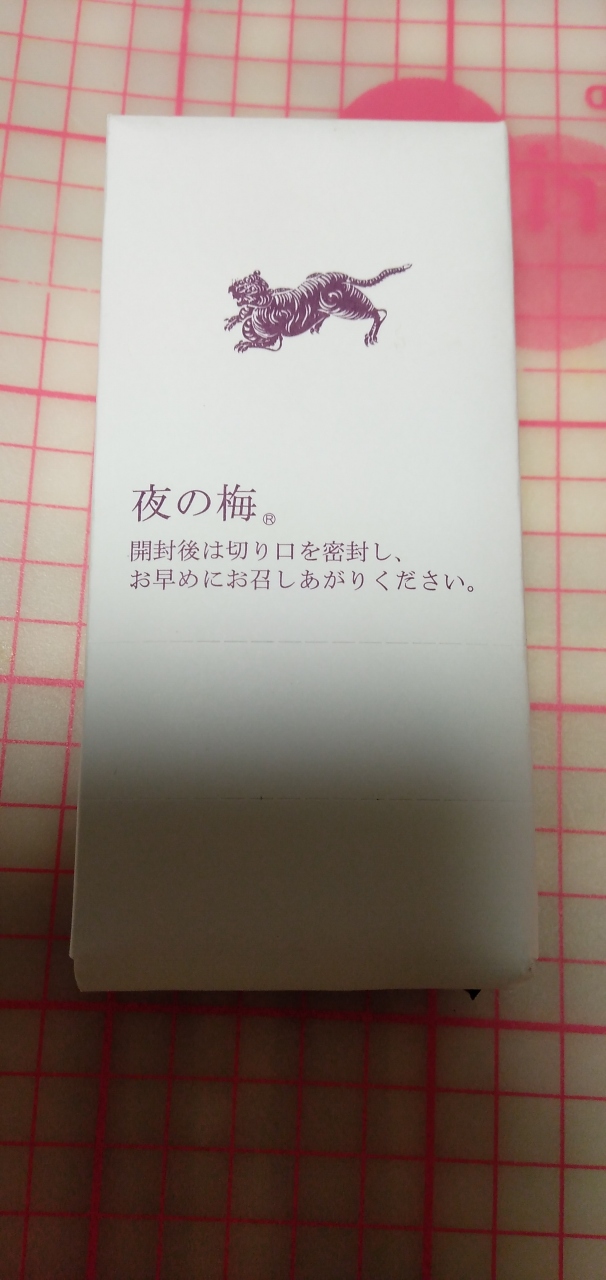 夜の梅®
開封後は切り口を密封し、
お早めにお召しあがりください。